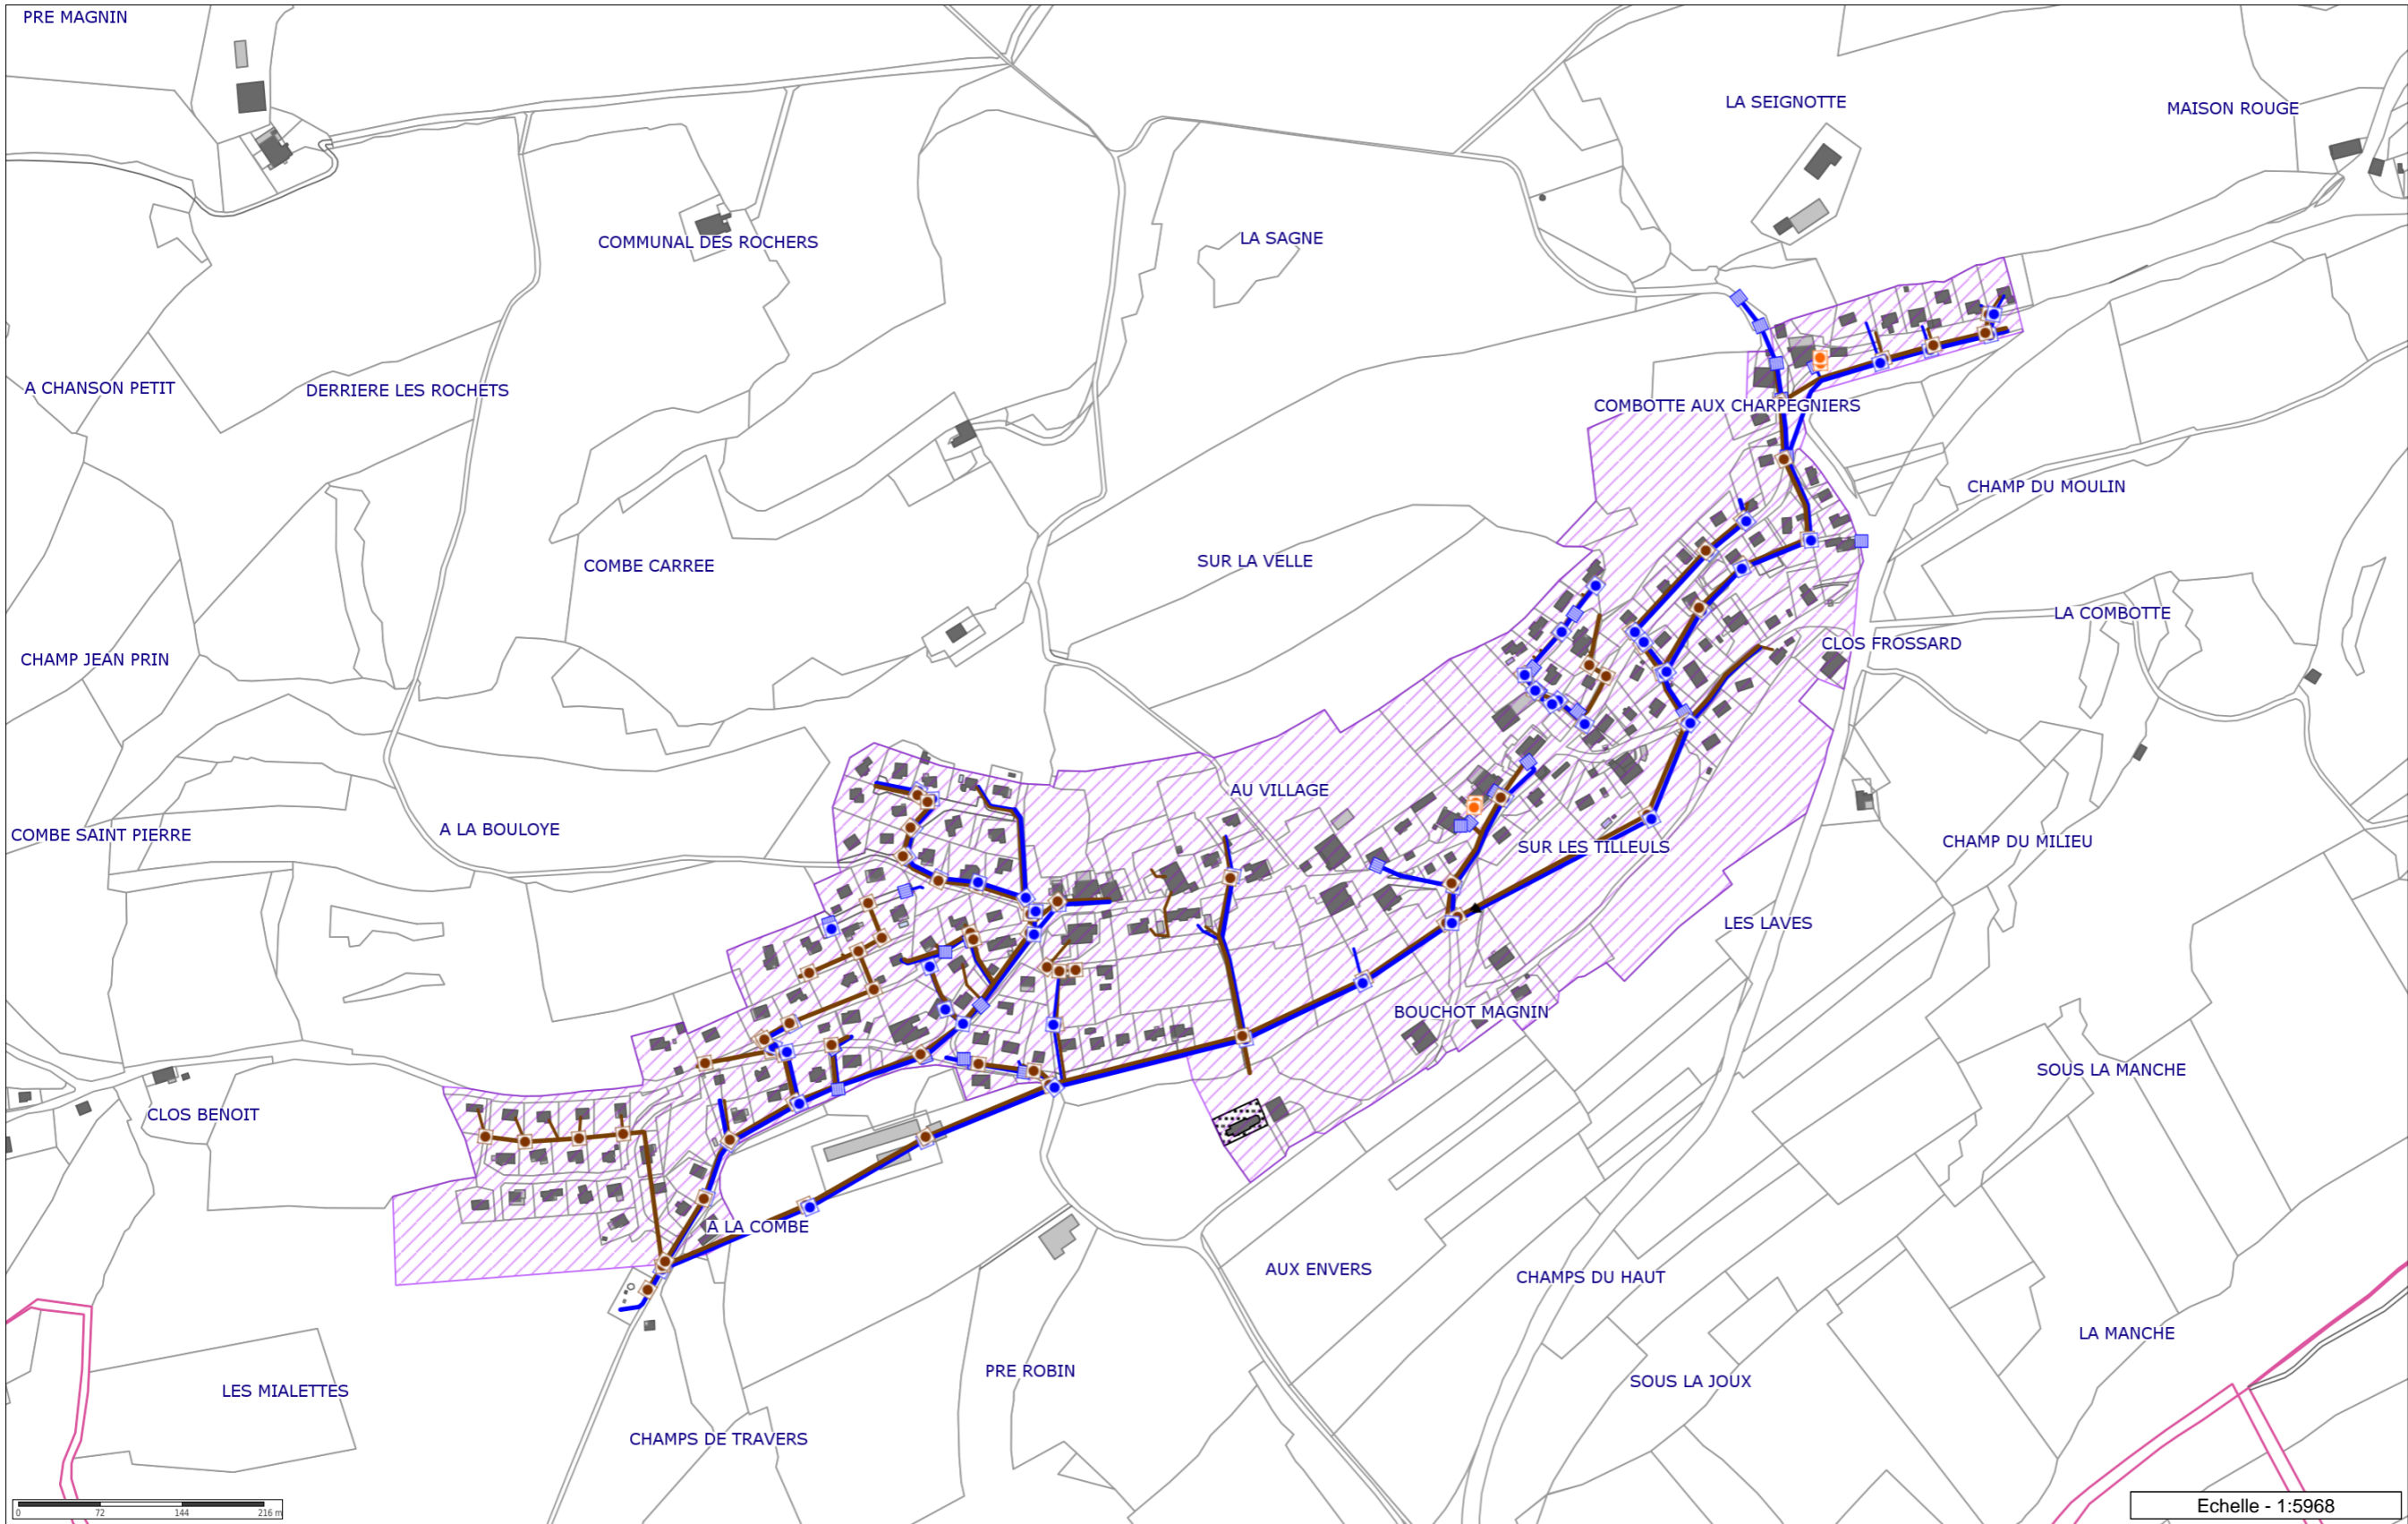 PRE MAGNIN
LA SEIGNOTTE
MAISON ROUGE
COMMUNAL DES ROCHERS
LA SAGNE
A CHANSON PETIT
DERRIERE LES ROCHETS
COMBOTTE AUX CHARPEGNIERS
CHAMP DU MOULIN
COMBE CARREE
SUR LA VELLE
LA COMBOTTE
CLOS FROSSARD
CHAMP JEAN PRIN
AU VILLAGE
COMBE SAINT PIERRE
A LA BOULOYE
SUR LES TILLEULS
CHAMP DU MILIEU
LES LAVES
BOUCHOT MAGNIN
SOUS LA MANCHE
CLOS BENOIT
A LA COMBE
AUX ENVERS
CHAMPS DU HAUT
LA MANCHE
PRE ROBIN
SOUS LA JOUX
LES MIALETTES
CHAMPS DE TRAVERS
0 72 144 216 m
Echelle - 1:5968